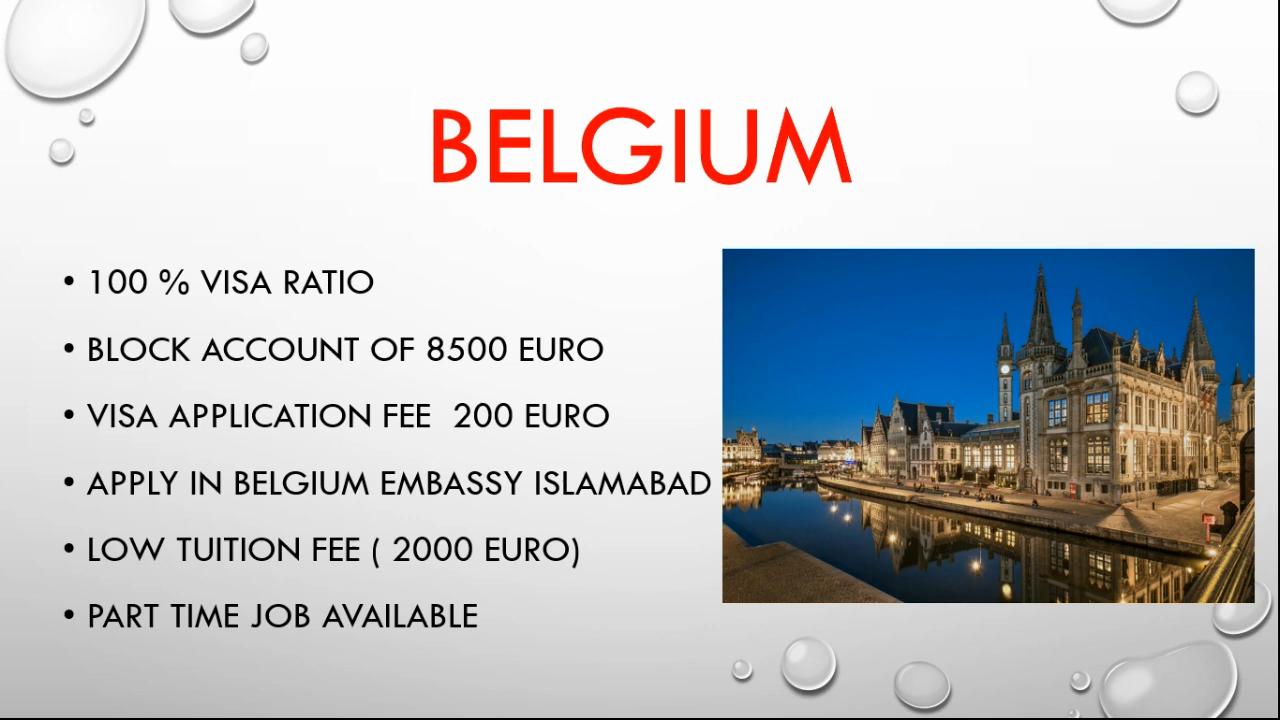 BELGIUM
• 100 % VISA RATIO
• BLOCK ACCOUNT OF 8500 EURO
• VISA APPLICATION FEE  200 EURO
• APPLY IN BELGIUM EMBASSY ISLAMABAD
• LOW TUITION FEE ( 2000 EURO)
• PART TIME JOB AVAILABLE